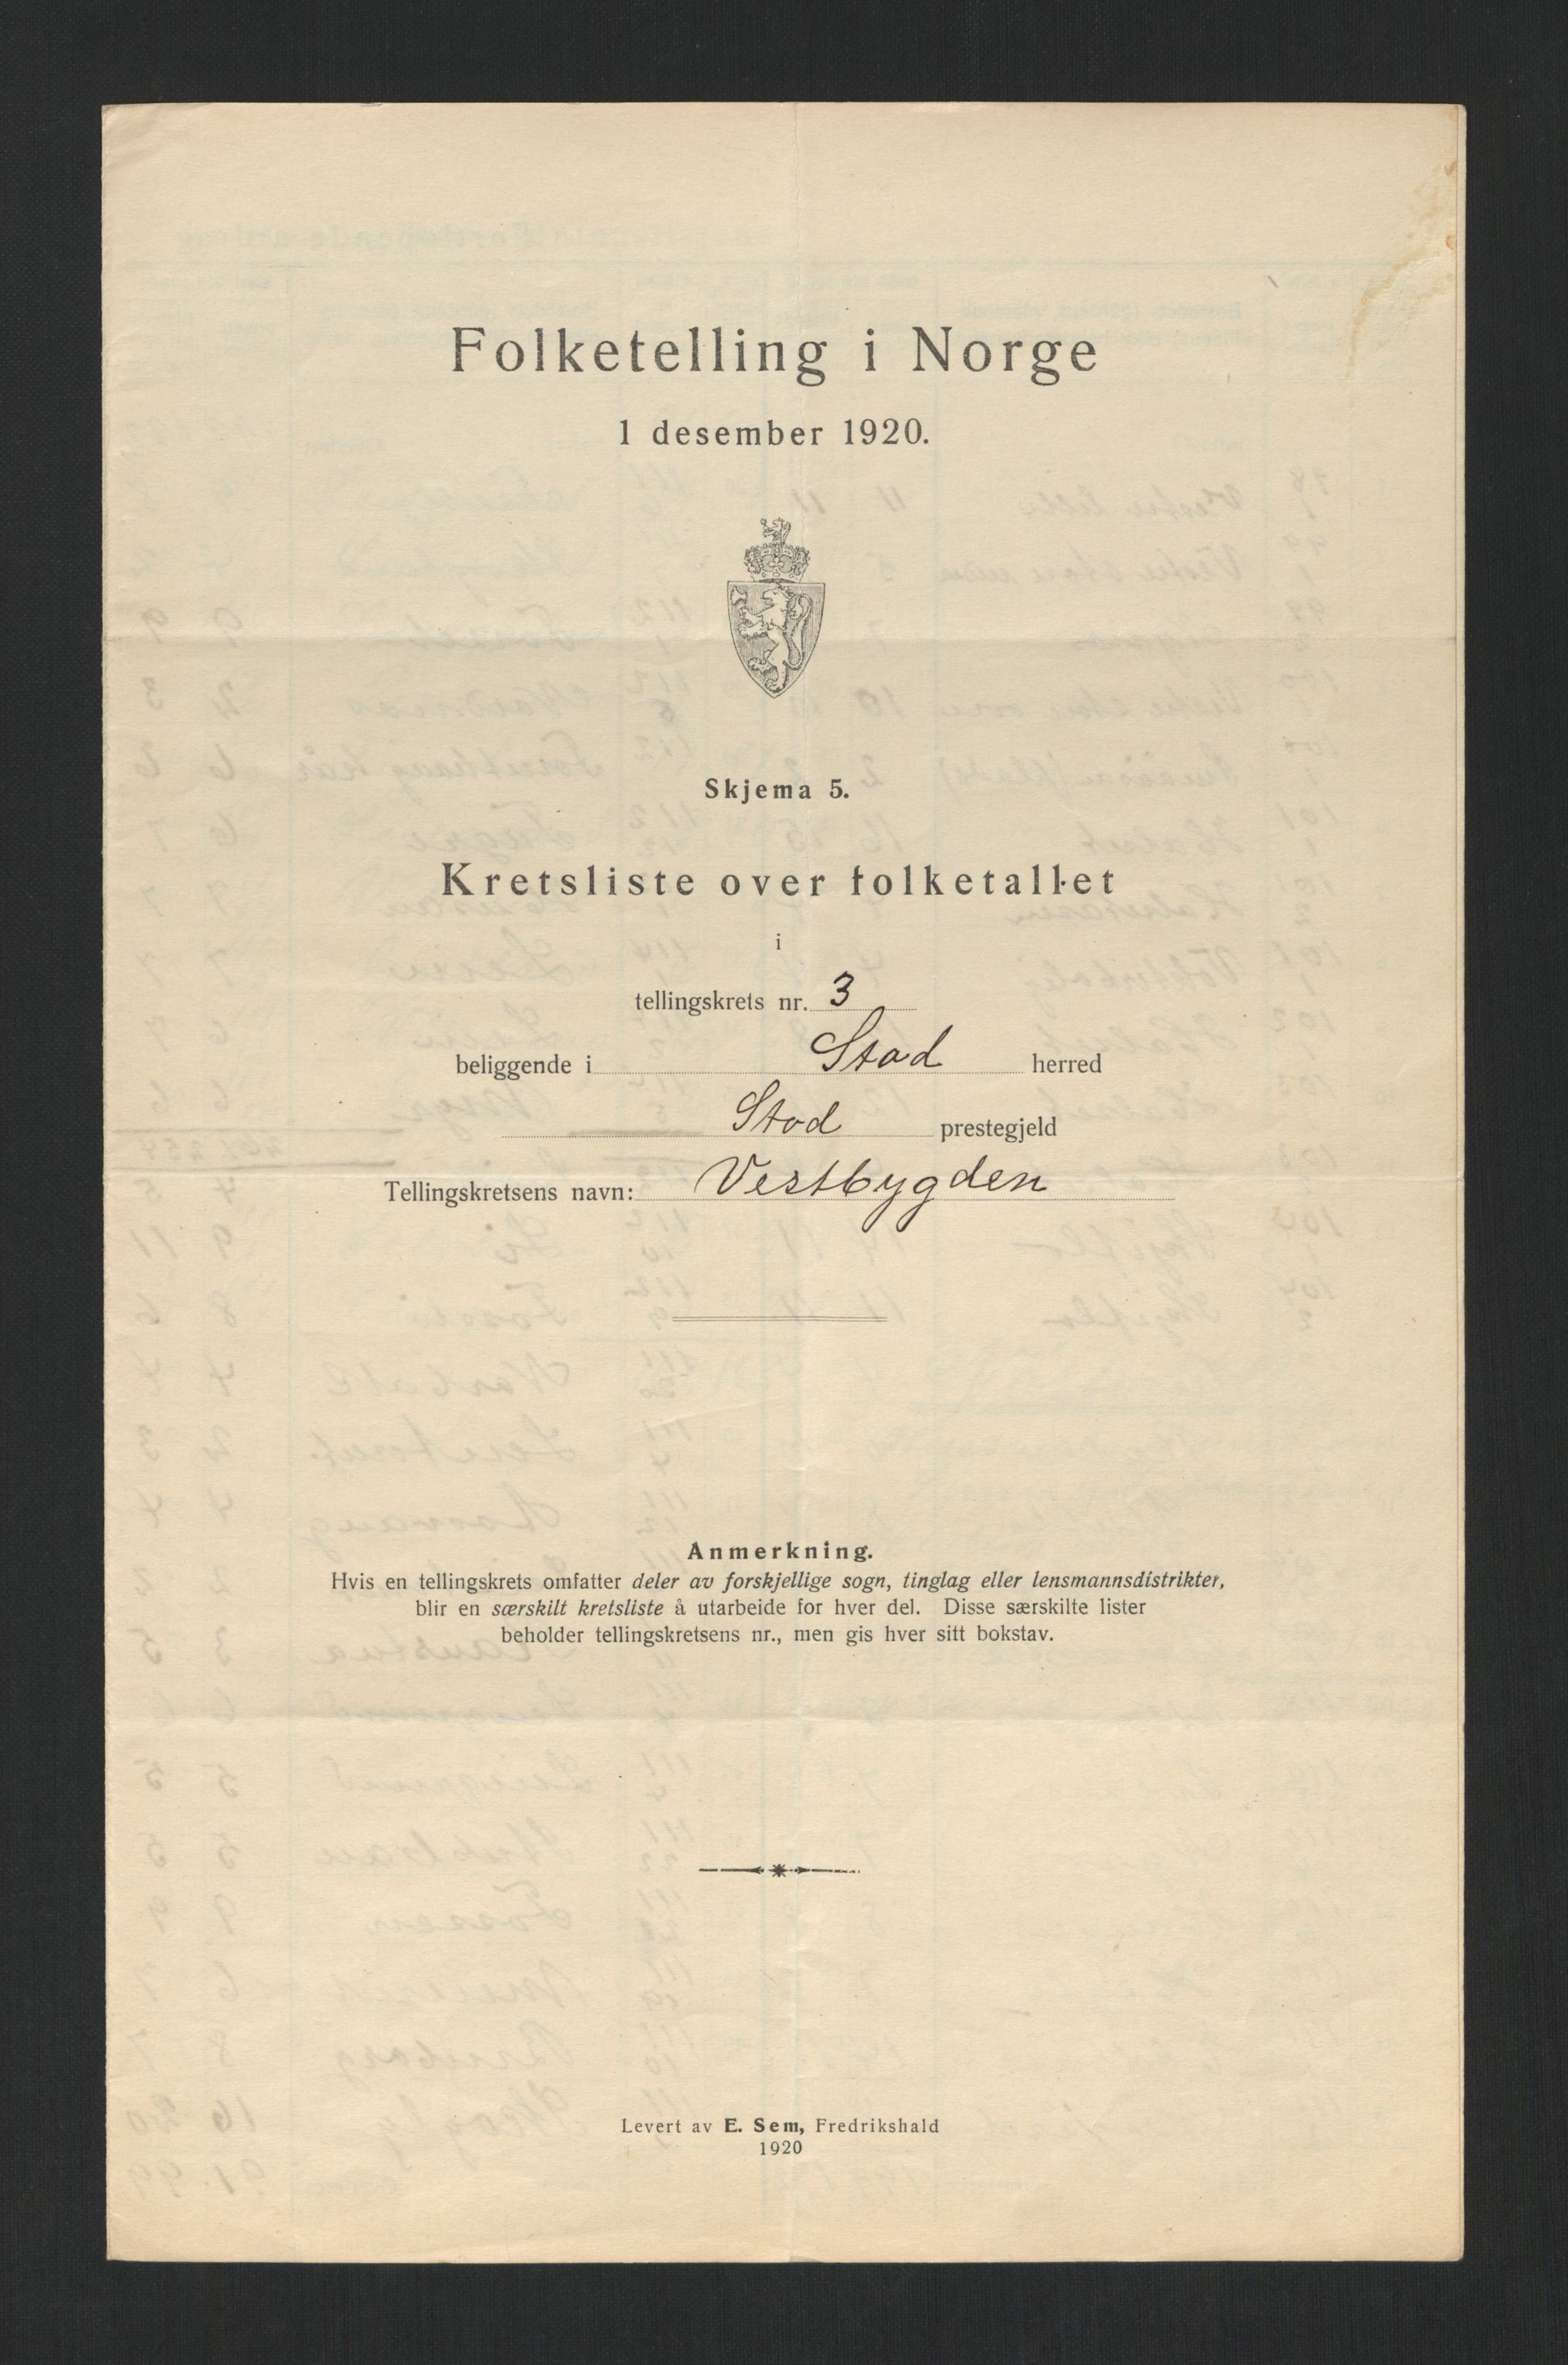 Folketelling i Norge
1 desember 1920.
Skjema 5.
Kretsliste over folketallet
i
tellingskrets nr. 3
beliggende i Stod herred
Stod prestegjeld
Tellingskretsens navn: Vestbygden
Anmerkning.
Hvis en tellingskrets omfatter deler av forskjellige sogn, tinglag eller lensmannsdistrikter,
blir en særskilt kretsliste å utarbeide for hver del. Disse særskilte lister
beholder tellingskretsens nr., men gis hver sitt bokstav.
Levert av E. Sem, Fredrikshald
1920